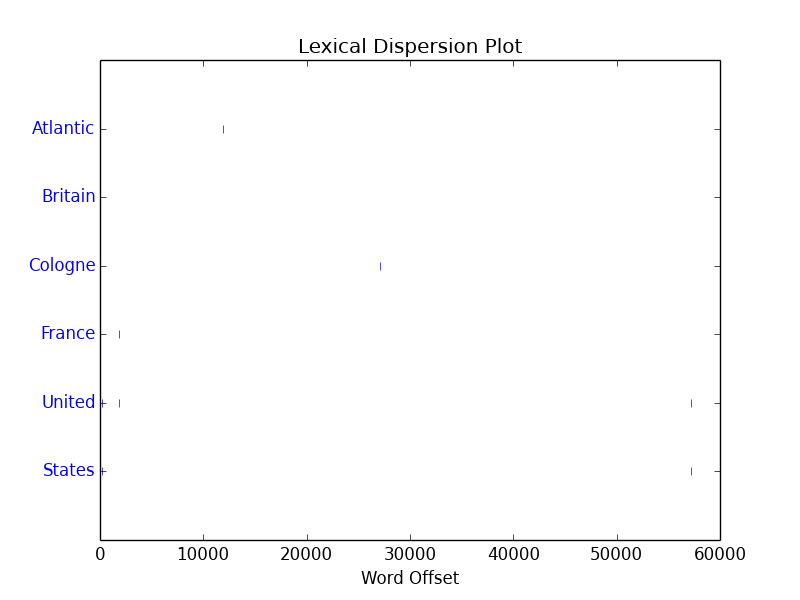 Lexical Dispersion Plot
Atlantic
Britain
Cologne
France
United
States
0 10000 20000 30000 40000 50000 60000
Word Offset